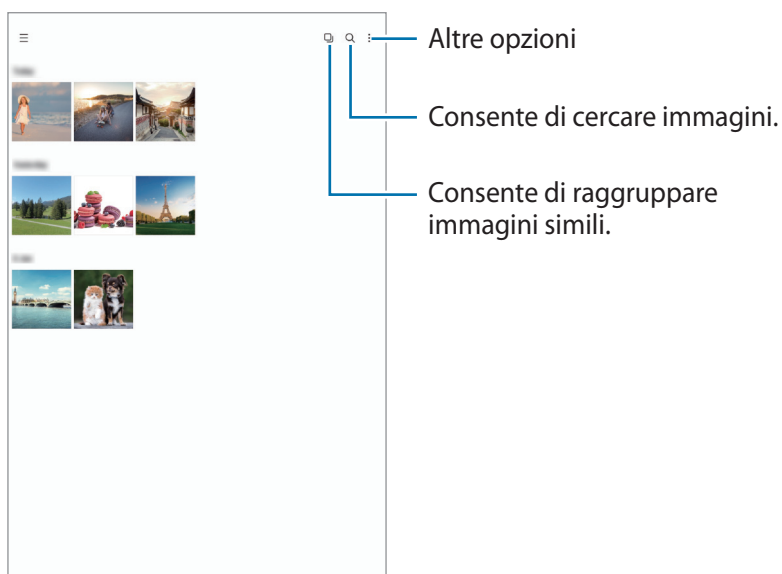 Altre opzioni
Consente di cercare immagini.
Consente di raggruppare
immagini simili.